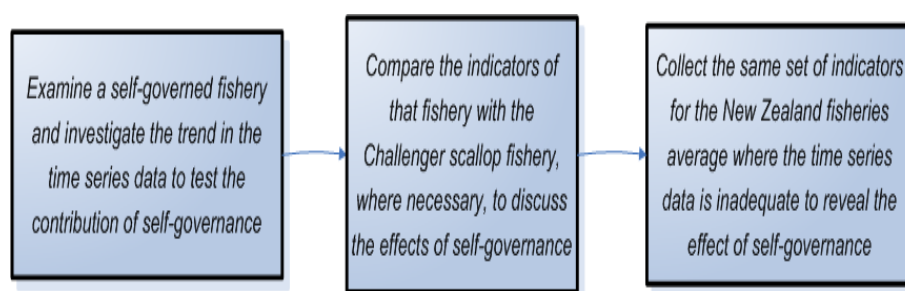 Examine a self-governed fishery
and investigate the trend in the
time series data to test the
contribution of self-governance
Compare the indicators of
that fishery with the
Challenger scallop fishery,
where necessary, to discuss
the effects of self-governance
Collect the same set of indicators
for the New Zealand fisheries
average where the time series
data is inadequate to reveal the
effect of self-governance